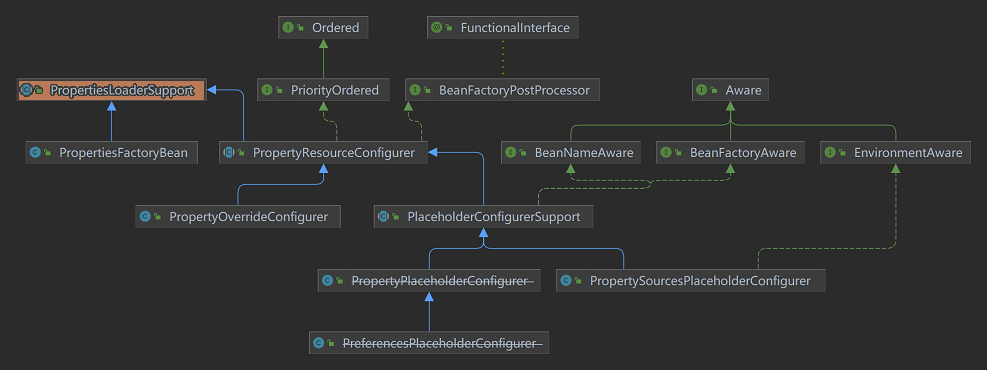 Ordered
FunctionalInterface
PropertiesLoaderSupport
PriorityOrdered
BeanFactoryPostProcessor
Aware
PropertiesFactoryBean
PropertyResourceConfigurer
BeanNameAware
BeanFactoryAware
EnvironmentAware
PropertyOverrideConfigurer
PlaceholderConfigurerSupport
PropertyPlaceholderConfigurer
PropertySourcesPlaceholderConfigurer
PreferencesPlaceholderConfigurer